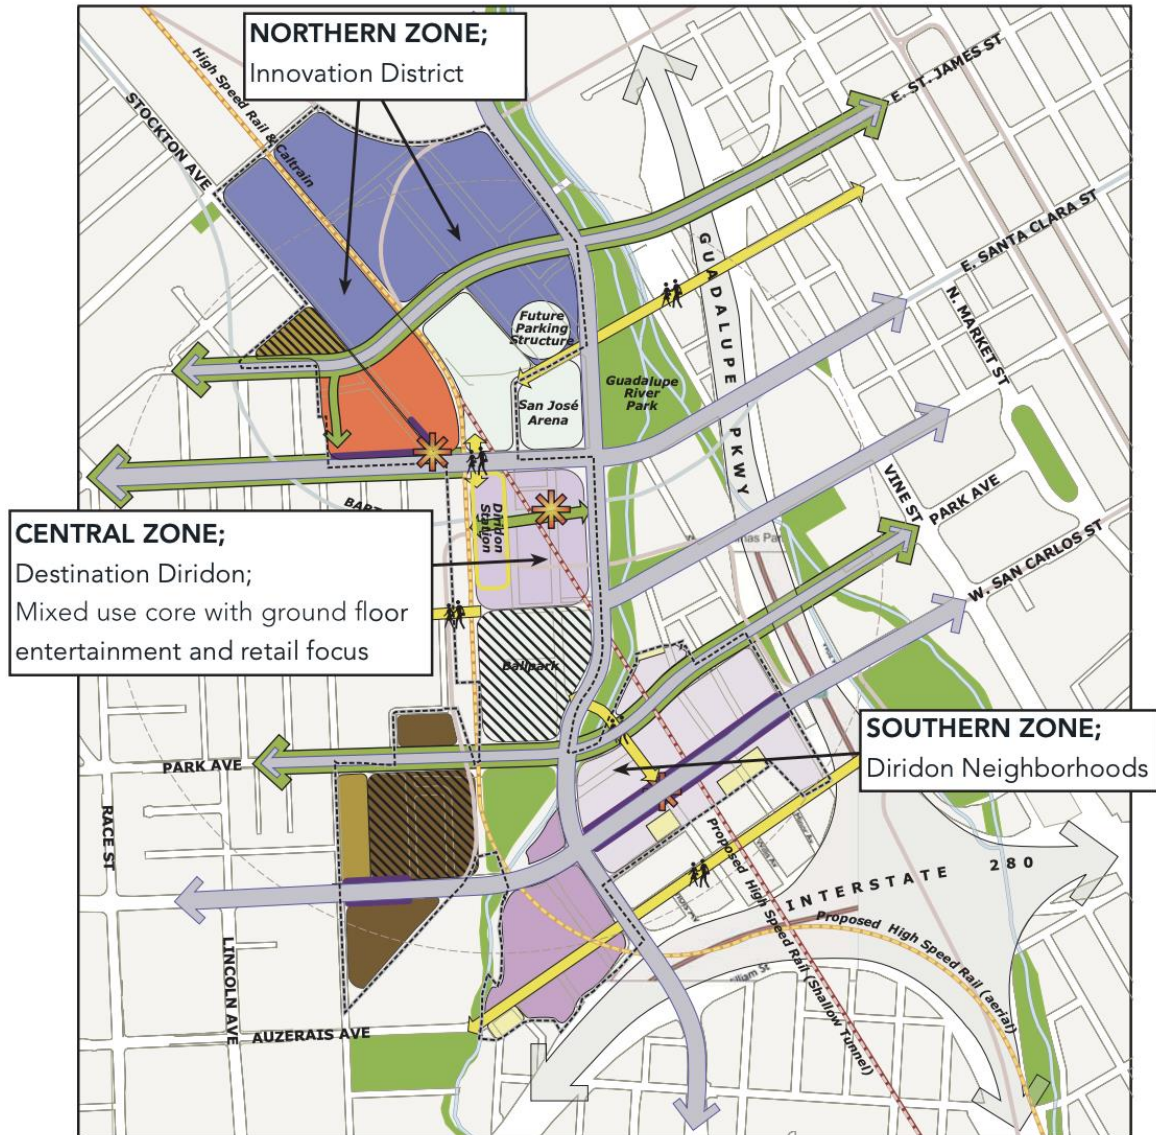 NORTHERN ZONE;
Innovation District
High Speed Rail & Caltrain
STOCKTON AVE
E. ST. JAMES ST
E. SANTA CLARA ST
N. MARKET ST
GUADALUPE PKWY
Future
Parking
Structure
San José
Arena
Guadalupe
River
Park
Diridon
Station
VINE ST
PARK AVE
W. SAN CARLOS ST
CENTRAL ZONE;
Destination Diridon;
Mixed use core with ground floor
entertainment and retail focus
Ballpark
SOUTHERN ZONE;
Diridon Neighborhoods
PARK AVE
RACE ST
LINCOLN AVE
AUZERAIS AVE
INTERSTATE 280
Proposed High Speed Rail (aerial)
Proposed High Speed Rail (Shallow Tunnel)